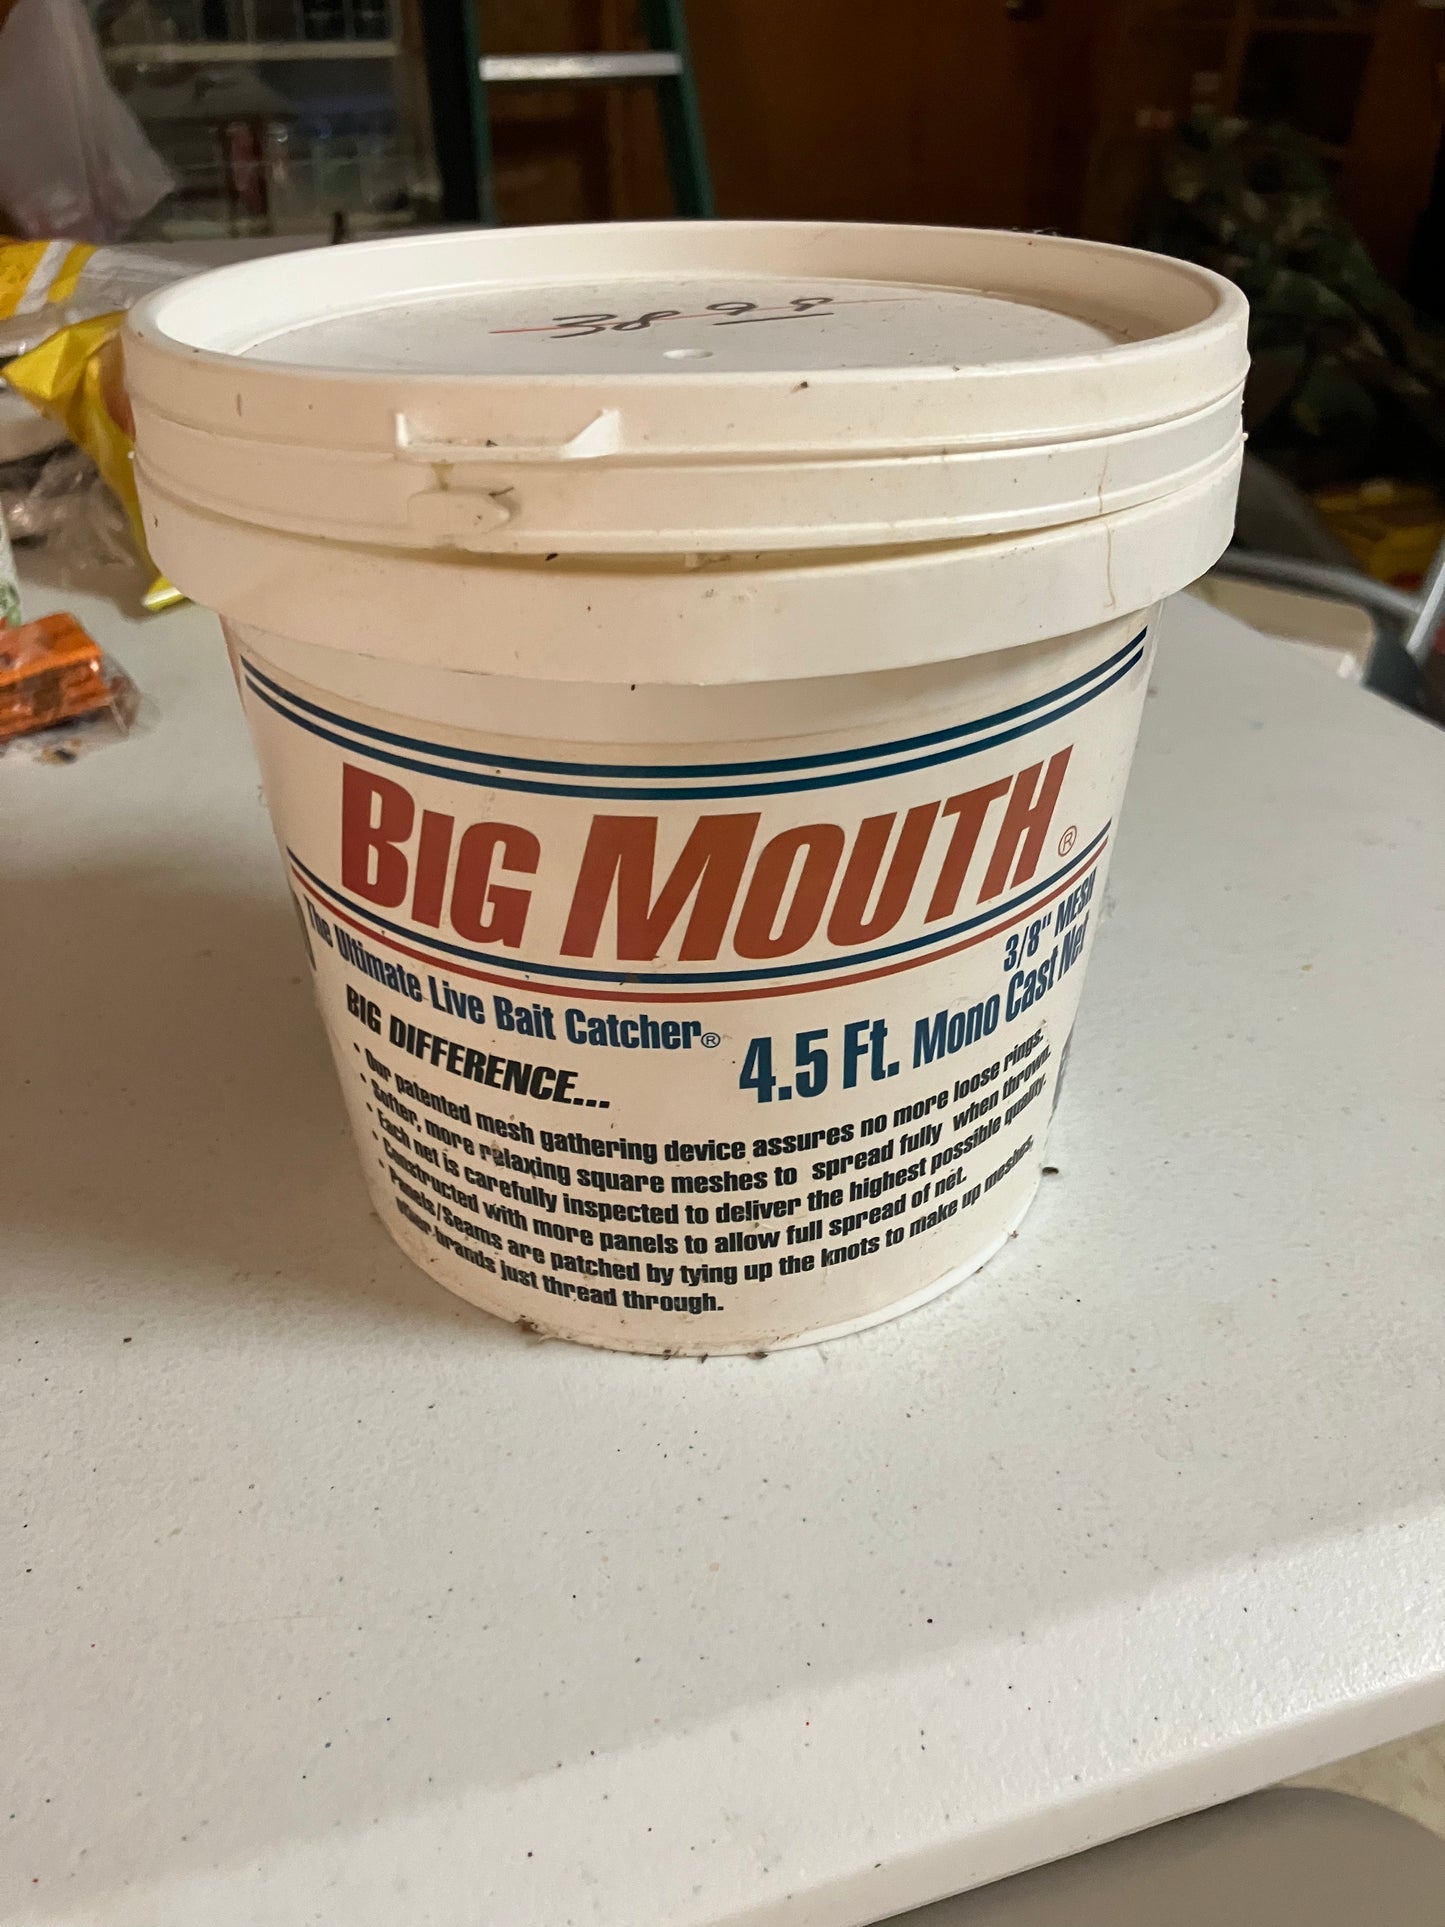 38 99
BIG MOUTH®
The Ultimate Live Bait Catcher®
3/8" MESH
4.5 Ft. Mono Cast Net
BIG DIFFERENCE...
• Our patented mesh gathering device assures no more loose rings.
• Softer, more relaxing square meshes to spread fully when thrown.
• Each net is carefully inspected to deliver the highest possible quality.
• Constructed with more panels to allow full spread of net.
• Panels/Seams are patched by tying up the knots to make up meshes,
other brands just thread through.